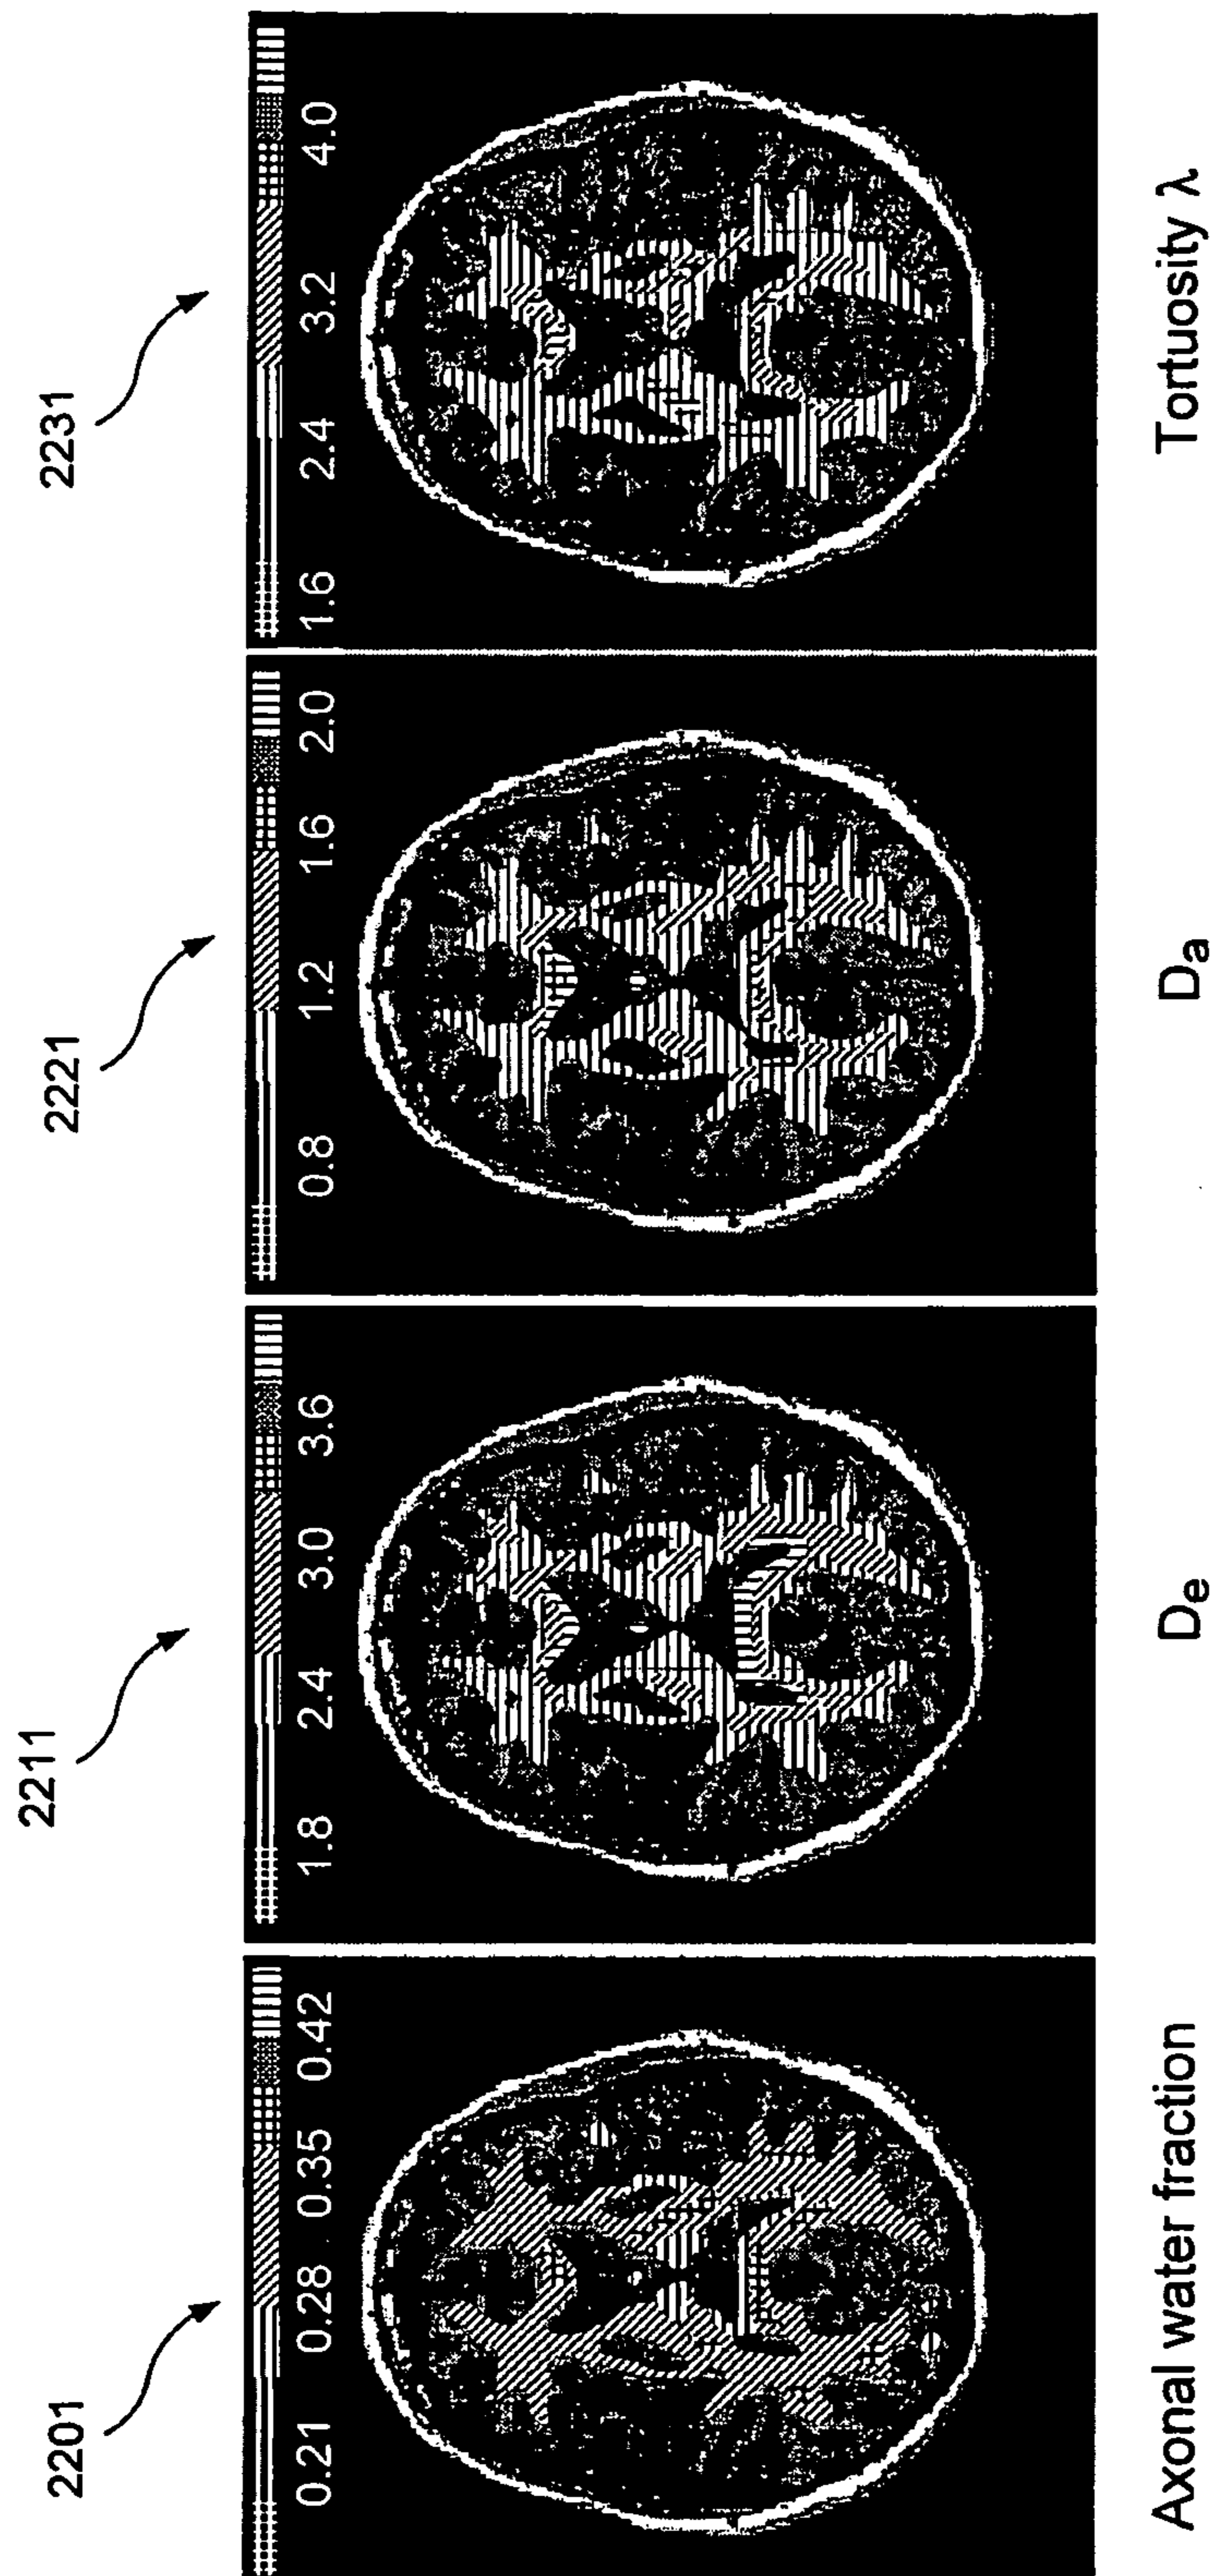 2201
2211
2221
2231
0.21 0.28 0.35 0.42
1.8 2.4 3.0 3.6
0.8 1.2 1.6 2.0
1.6 2.4 3.2 4.0
Axonal water fraction
De
Da
Tortuosity λ